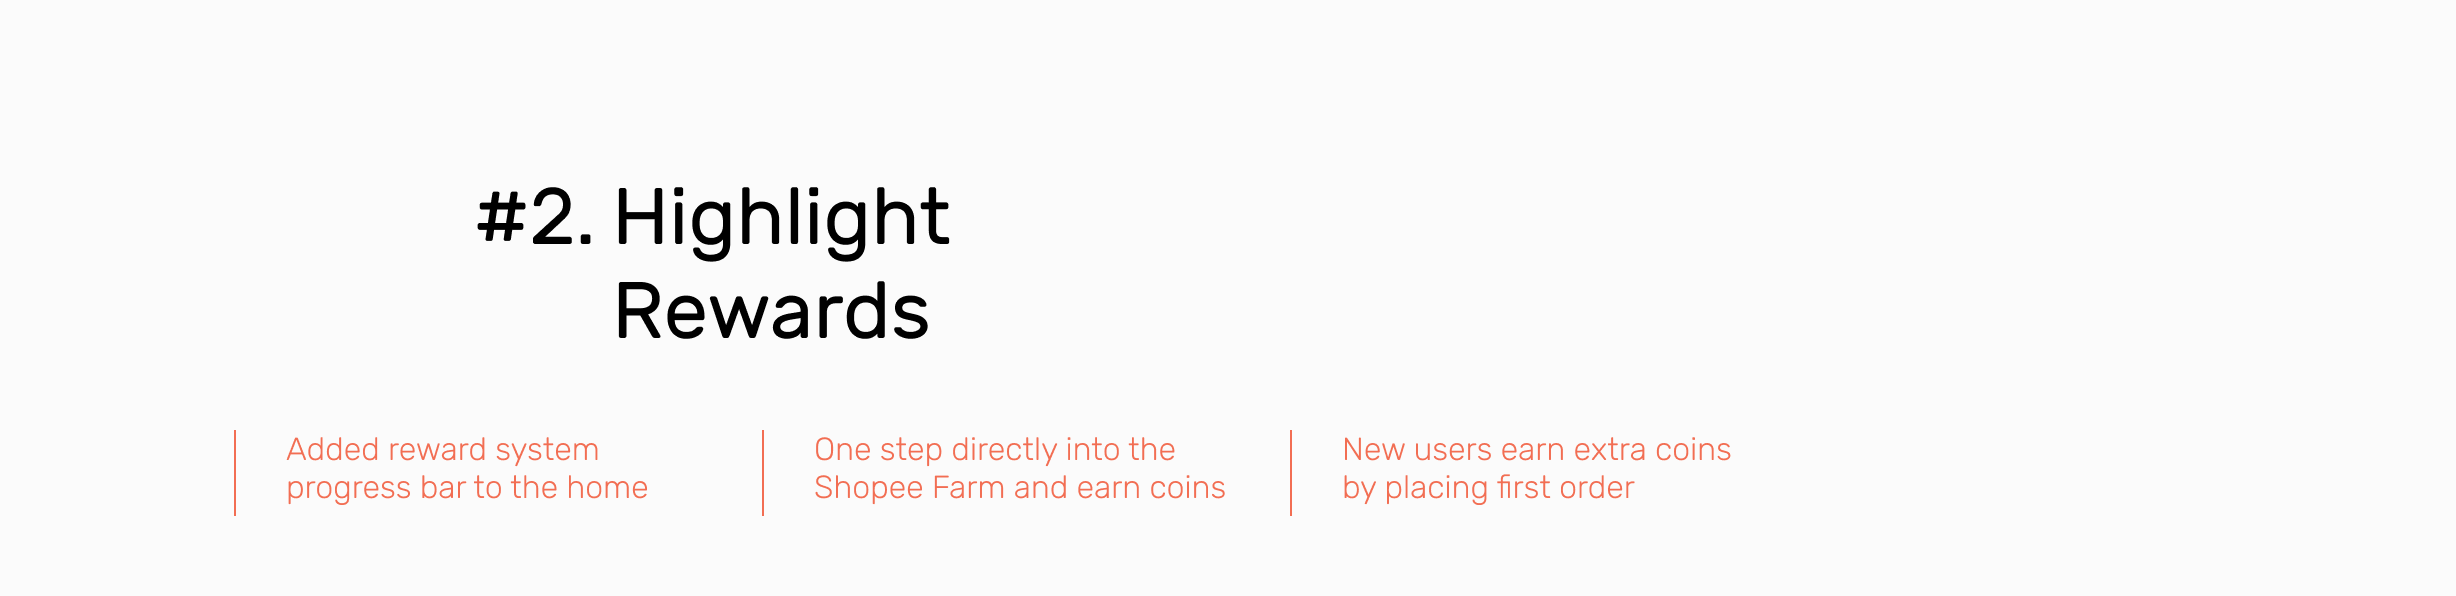 #2. Highlight
Rewards
Added reward system
progress bar to the home
One step directly into the
Shopee Farm and earn coins
New users earn extra coins
by placing first order